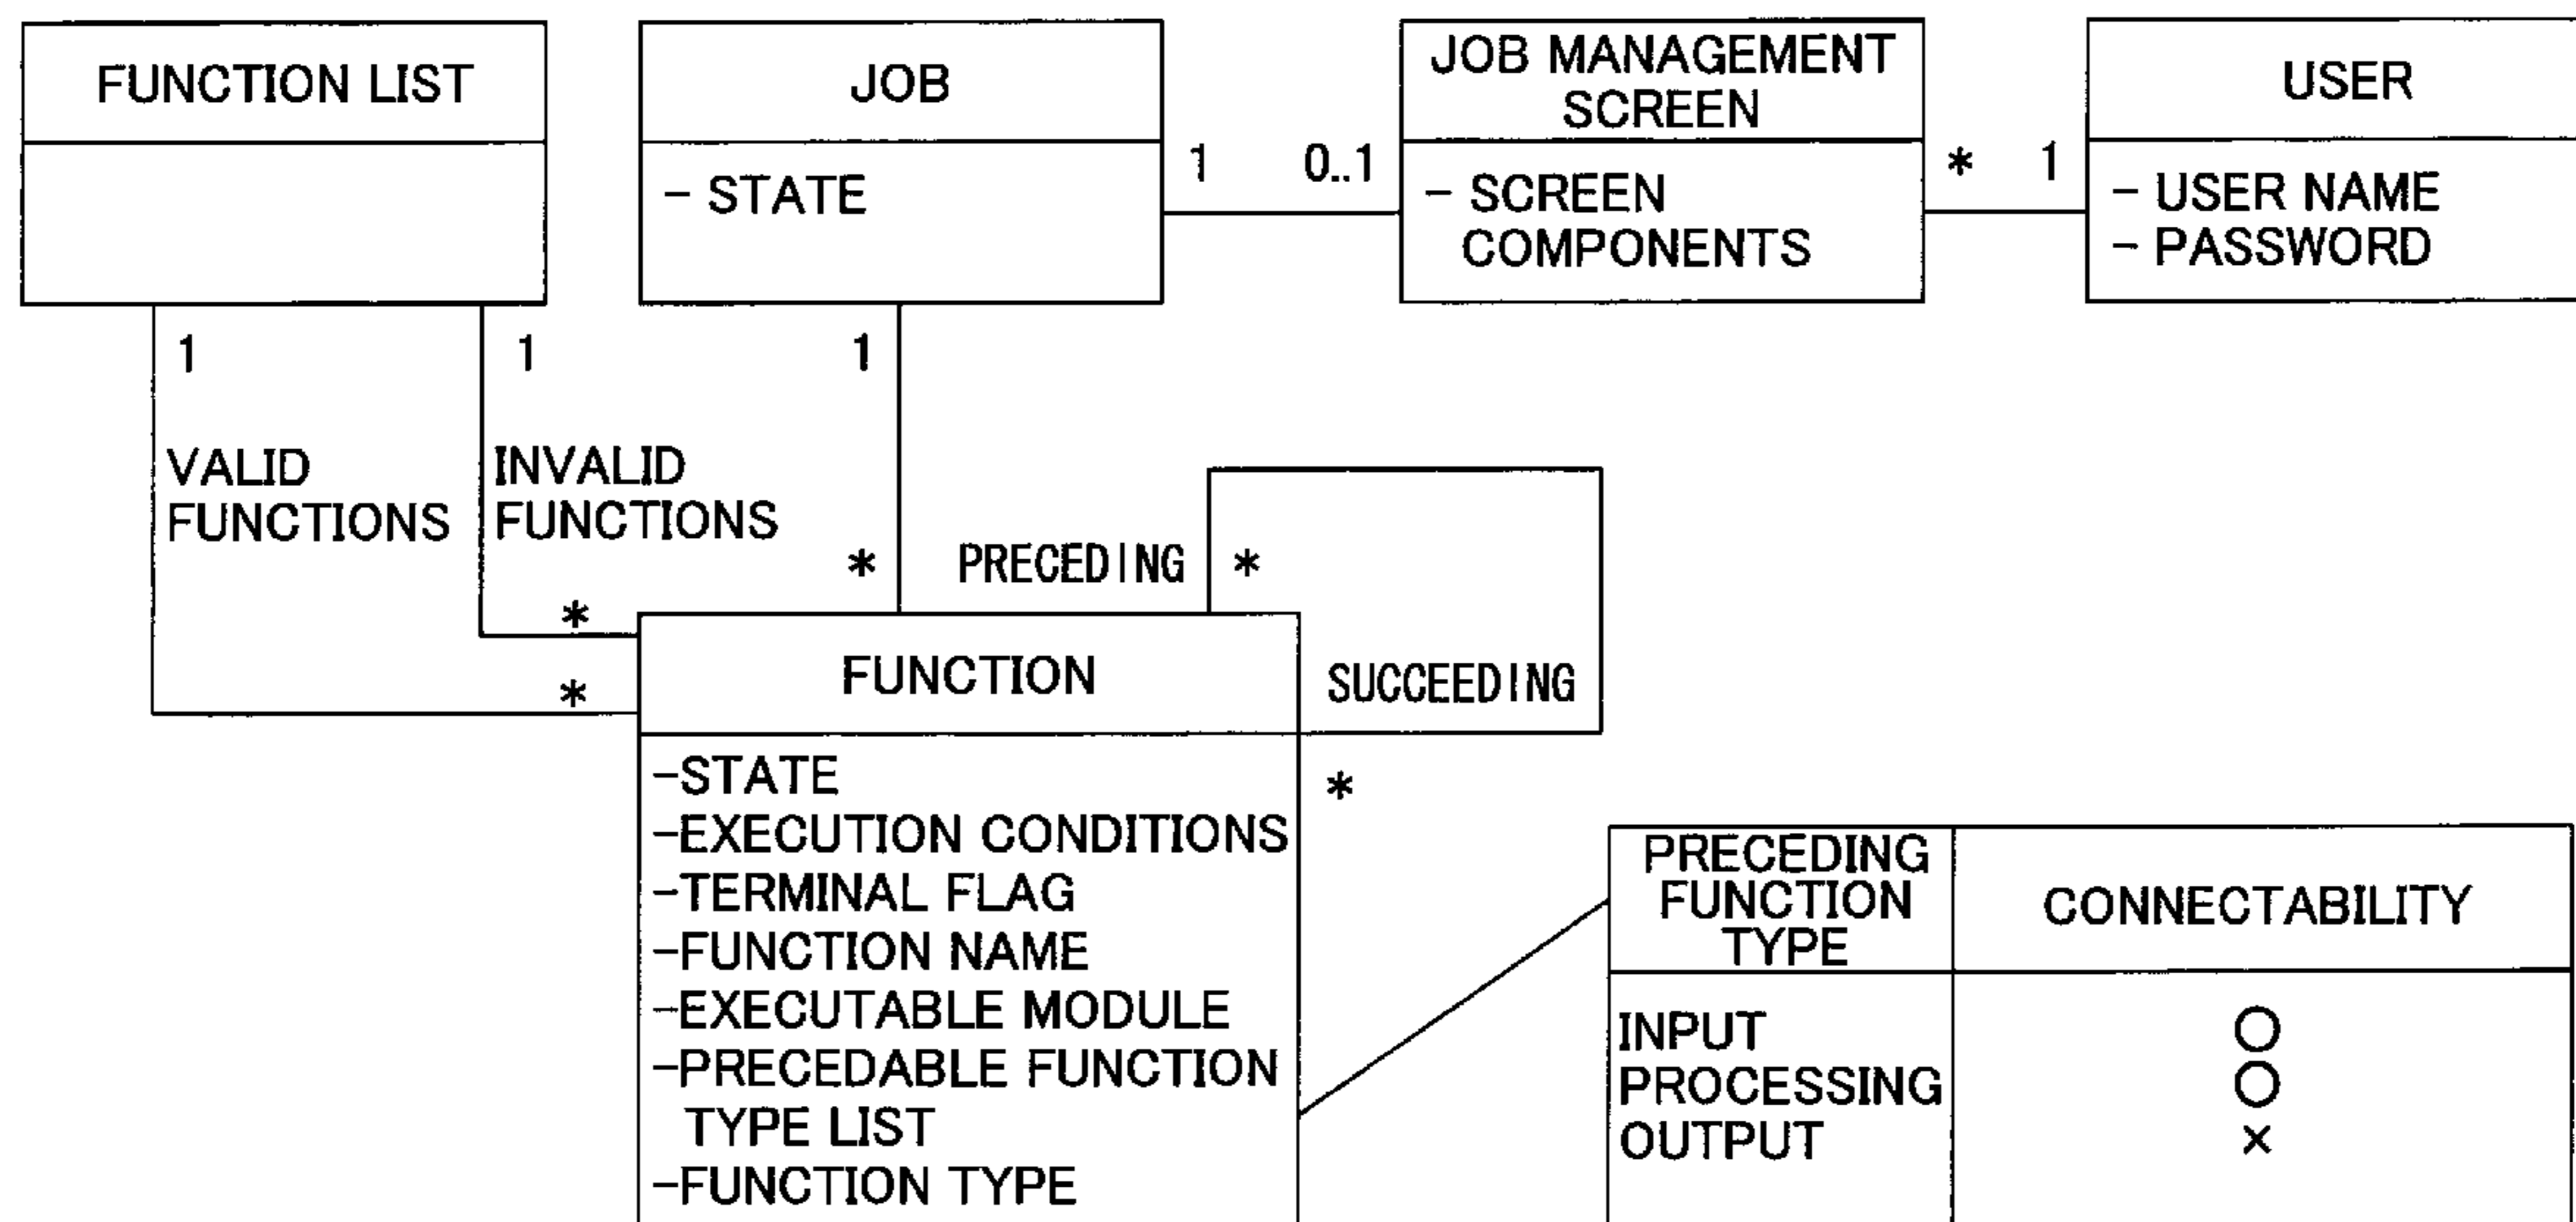 FUNCTION LIST
JOB
- STATE
JOB MANAGEMENT
SCREEN
- SCREEN
COMPONENTS
USER
- USER NAME
- PASSWORD
1
0..1
*
1
1
1
1
VALID
FUNCTIONS
INVALID
FUNCTIONS
*
*
*
PRECEDING
*
SUCCEEDING
*
FUNCTION
-STATE
-EXECUTION CONDITIONS
-TERMINAL FLAG
-FUNCTION NAME
-EXECUTABLE MODULE
-PRECEDABLE FUNCTION
TYPE LIST
-FUNCTION TYPE
PRECEDING
FUNCTION
TYPE
CONNECTABILITY
INPUT ○
PROCESSING ○
OUTPUT ×